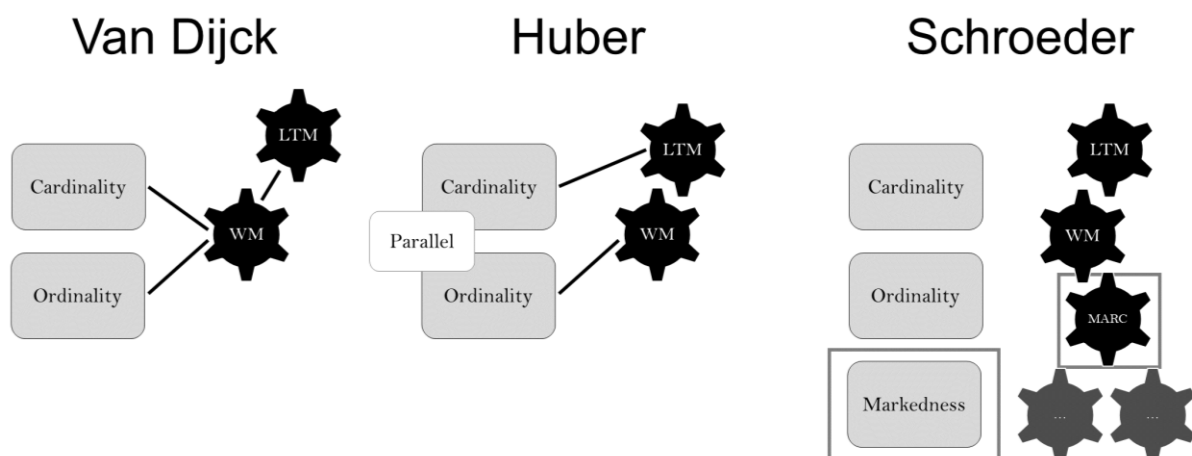 Van Dijck
Huber
Schroeder
LTM
Cardinality
WM
Ordinality
LTM
Cardinality
Parallel
WM
Ordinality
LTM
Cardinality
WM
Ordinality
MARC
Markedness
...
...